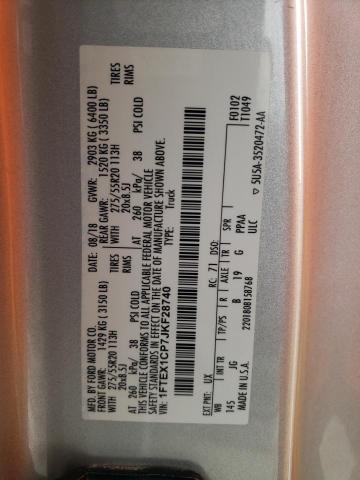 MFD. BY FORD MOTOR CO.
DATE: 08/18 GVWR: 2903 KG ( 6400 LB)
FRONT GAWR: 1429 KG ( 3150 LB) REAR GAWR: 1520 KG ( 3350 LB)
WITH 275/55R20 113H TIRES WITH 275/55R20 113H TIRES
20x8.5J RIMS 20x8.5J RIMS
AT 260 kPa/ 38 PSI COLD AT 260 kPa/ 38 PSI COLD
THIS VEHICLE CONFORMS TO ALL APPLICABLE FEDERAL MOTOR VEHICLE
SAFETY STANDARDS IN EFFECT ON THE DATE OF MANUFACTURE SHOWN ABOVE.
VIN: 1FTEX1CP7JKF28740
TYPE: Truck
F0102
T1049
EXT PNT: UX RC: 71 DSO:
WB INT TR TP/PS R AXLE TR SPR
145 JG B 19 G PPAA
MADE IN U.S.A. 2201808158768 ULC
5U5A-3520472-AA